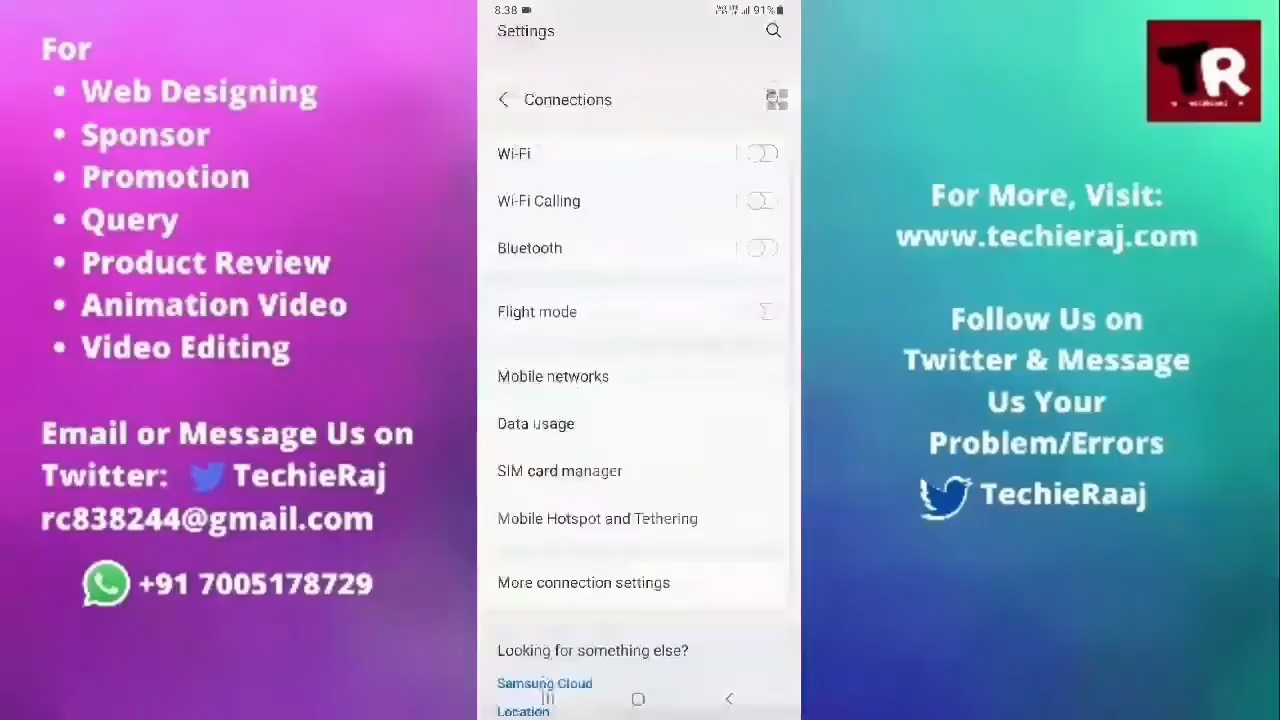 For
• Web Designing
• Sponsor
• Promotion
• Query
• Product Review
• Animation Video
• Video Editing
Email or Message Us on
Twitter: TechieRaj
rc838244@gmail.com
+91 7005178729
8:38
91%
Settings
Connections
Wi-Fi
Wi-Fi Calling
Bluetooth
Flight mode
Mobile networks
Data usage
SIM card manager
Mobile Hotspot and Tethering
More connection settings
Looking for something else?
Samsung Cloud
Location
TR
For More, Visit:
www.techieraj.com
Follow Us on
Twitter & Message
Us Your
Problem/Errors
TechieRaaj